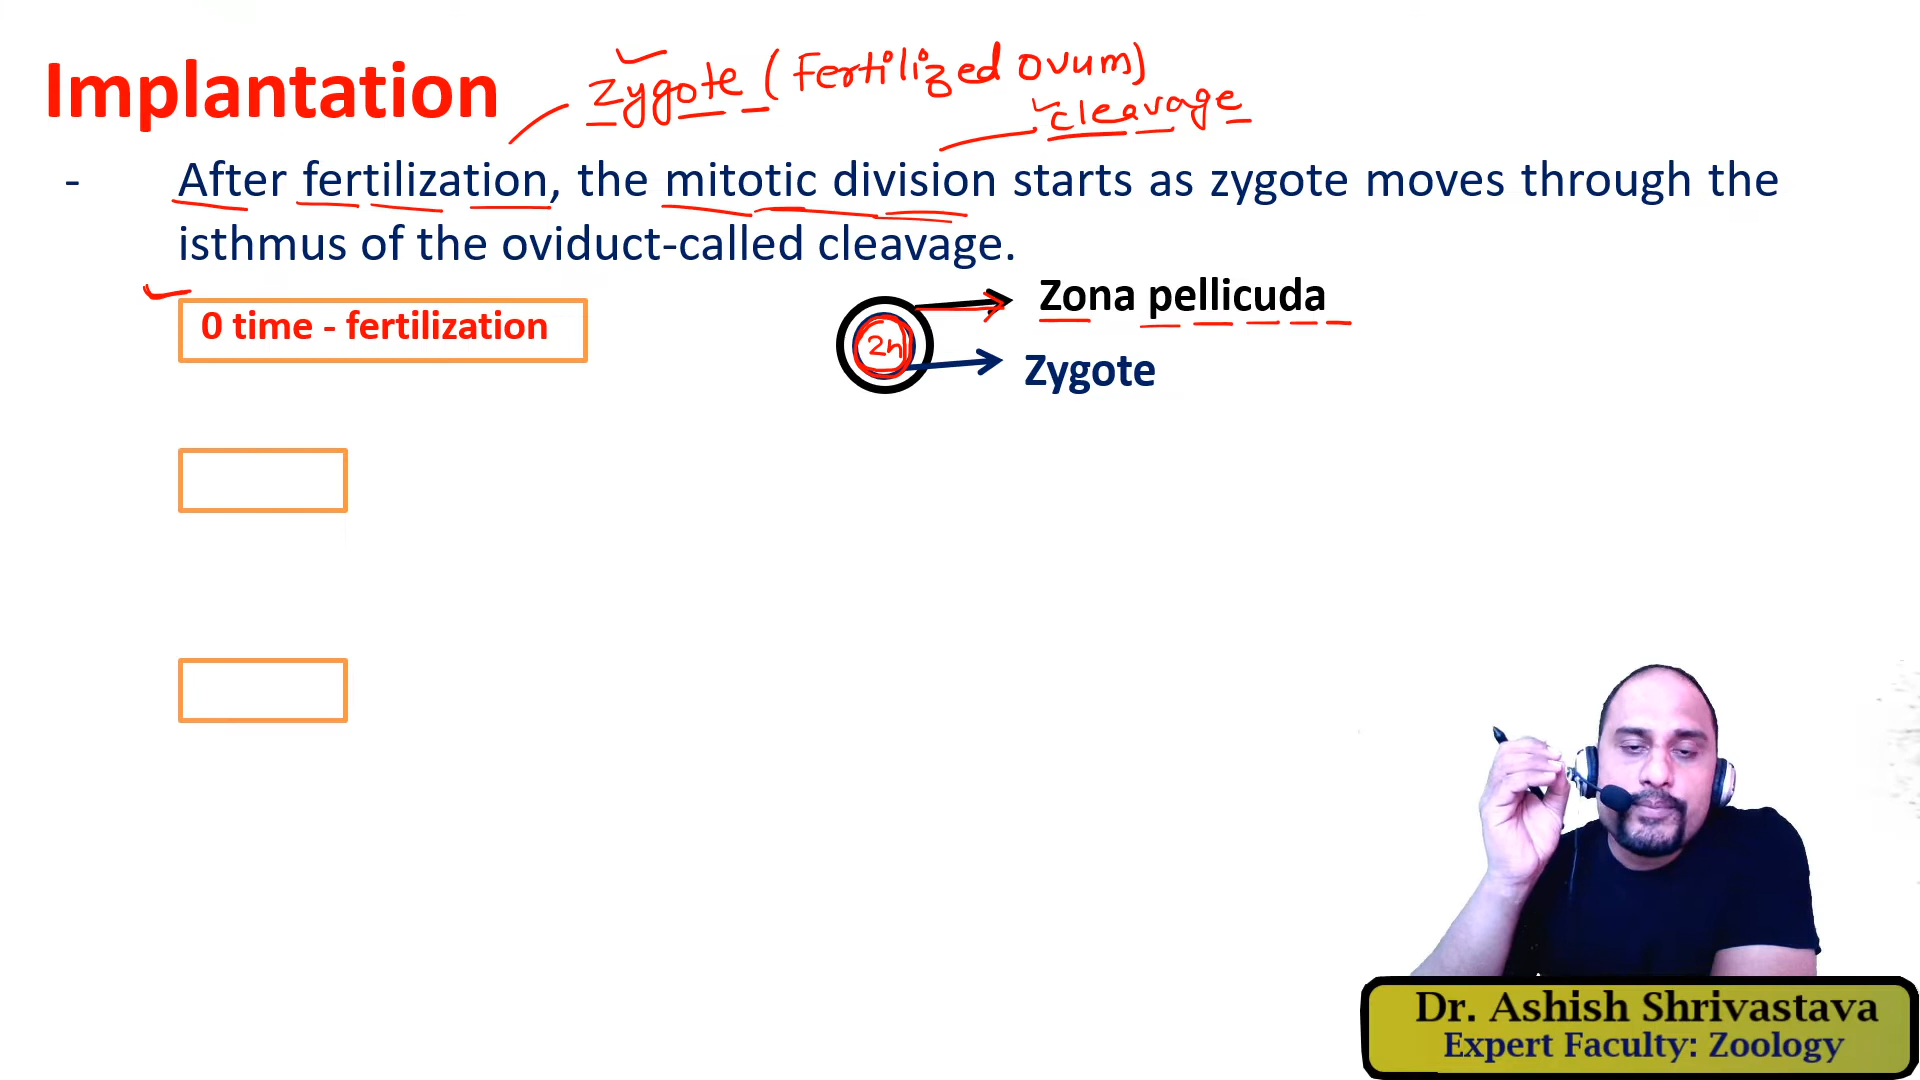 Implantation
zygote (Fertilized ovum)
cleavage
- After fertilization, the mitotic division starts as zygote moves through the
isthmus of the oviduct-called cleavage.
0 time - fertilization
2n
Zona pellicuda
Zygote
Dr. Ashish Shrivastava
Expert Faculty: Zoology